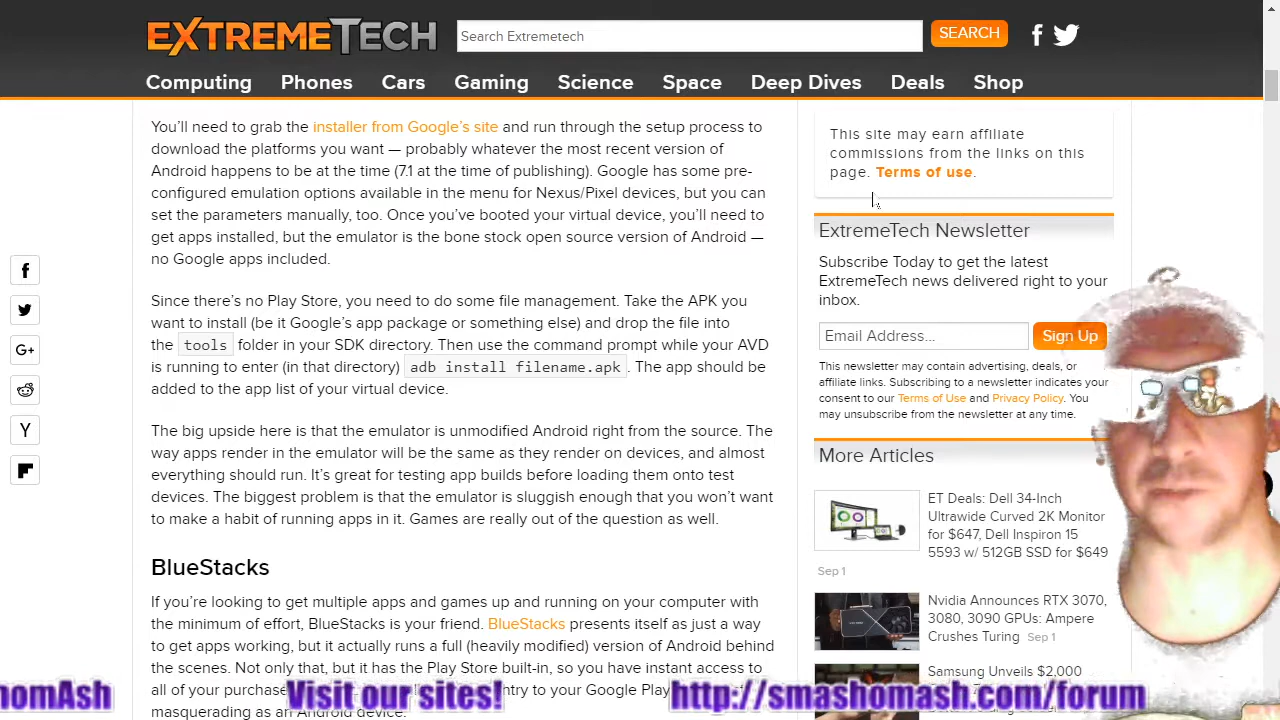 EXTREMETECH
Search Extremetech
SEARCH
Computing
Phones
Cars
Gaming
Science
Space
Deep Dives
Deals
Shop
You'll need to grab the installer from Google's site and run through the setup process to
download the platforms you want — probably whatever the most recent version of
Android happens to be at the time (7.1 at the time of publishing). Google has some pre-
configured emulation options available in the menu for Nexus/Pixel devices, but you can
set the parameters manually, too. Once you've booted your virtual device, you'll need to
get apps installed, but the emulator is the bone stock open source version of Android —
no Google apps included.
Since there's no Play Store, you need to do some file management. Take the APK you
want to install (be it Google's app package or something else) and drop the file into
the tools folder in your SDK directory. Then use the command prompt while your AVD
is running to enter (in that directory) adb install filename.apk . The app should be
added to the app list of your virtual device.
The big upside here is that the emulator is unmodified Android right from the source. The
way apps render in the emulator will be the same as they render on devices, and almost
everything should run. It's great for testing app builds before loading them onto test
devices. The biggest problem is that the emulator is sluggish enough that you won't want
to make a habit of running apps in it. Games are really out of the question as well.
BlueStacks
If you're looking to get multiple apps and games up and running on your computer with
the minimum of effort, BlueStacks is your friend. BlueStacks presents itself as just a way
to get apps working, but it actually runs a full (heavily modified) version of Android behind
the scenes. Not only that, but it has the Play Store built-in, so you have instant access to
all of your purchase ntry to your Google Play
masquerading as an Android device.
This site may earn affiliate
commissions from the links on this
page. Terms of use.
ExtremeTech Newsletter
Subscribe Today to get the latest
ExtremeTech news delivered right to your
inbox.
Email Address...
Sign Up
This newsletter may contain advertising, deals, or
affiliate links. Subscribing to a newsletter indicates your
consent to our Terms of Use and Privacy Policy. You
may unsubscribe from the newsletter at any time.
More Articles
ET Deals: Dell 34-Inch
Ultrawide Curved 2K Monitor
for $647, Dell Inspiron 15
5593 w/ 512GB SSD for $649
Sep 1
Nvidia Announces RTX 3070,
3080, 3090 GPUs: Ampere
Crushes Turing Sep 1
Samsung Unveils $2,000
homAsh
Visit our sites!
http://smashomash.com/forum